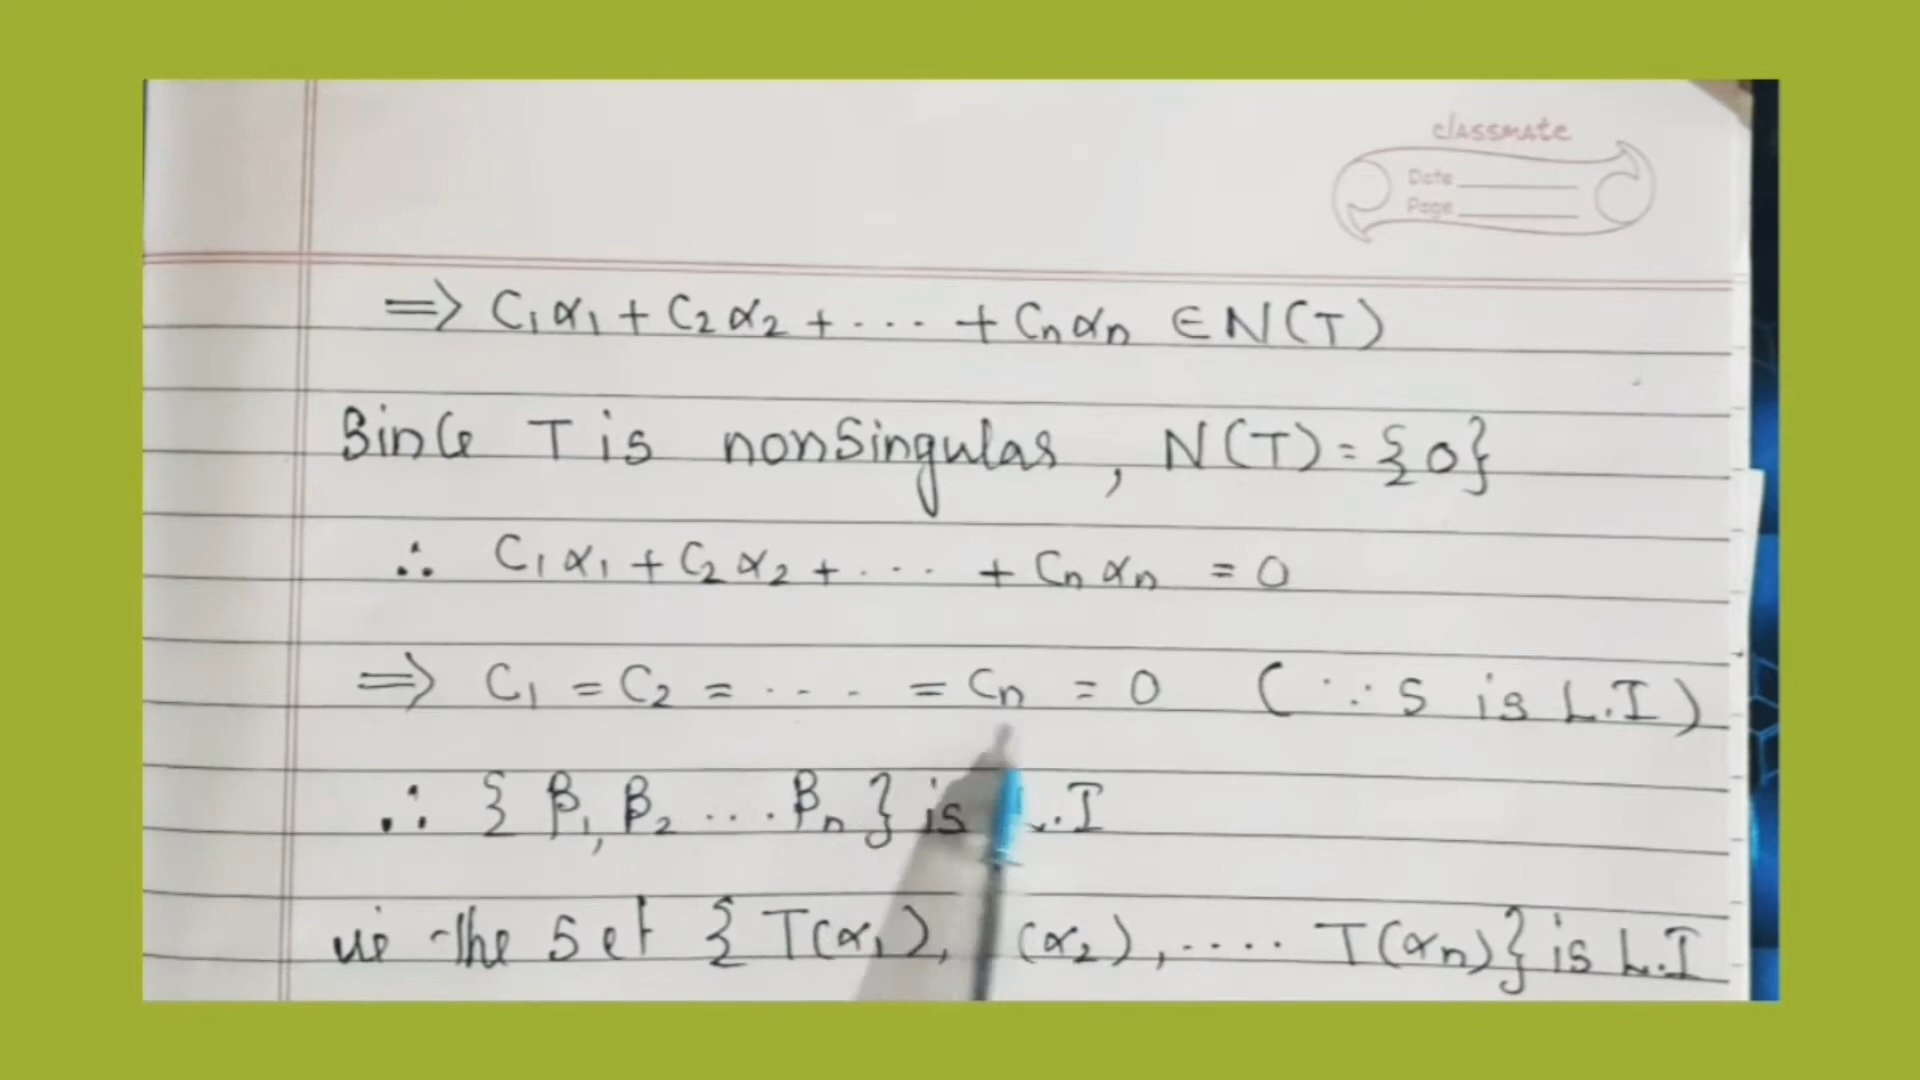 classmate
Date
Page
=> C₁α₁ + C₂α₂ + .... + Cₙαₙ ∈ N(T)
Since T is nonsingular, N(T) = {0}
∴ C₁α₁ + C₂α₂ + .... + Cₙαₙ = 0
=> C₁ = C₂ = .... = Cₙ = 0 (∵ S is L.I)
∴ {β₁, β₂ ... βₙ} is L.I
ie the set {T(α₁), (α₂), .... T(αₙ)} is L.I